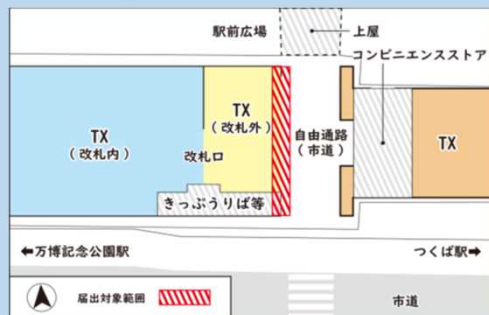 駅前広場
上屋
コンビニエンスストア
TX
(改札内)
TX
(改札外)
改札口
自由通路
(市道)
TX
きっぷうりば等
←万博記念公園駅
つくば駅→
届出対象範囲
市道